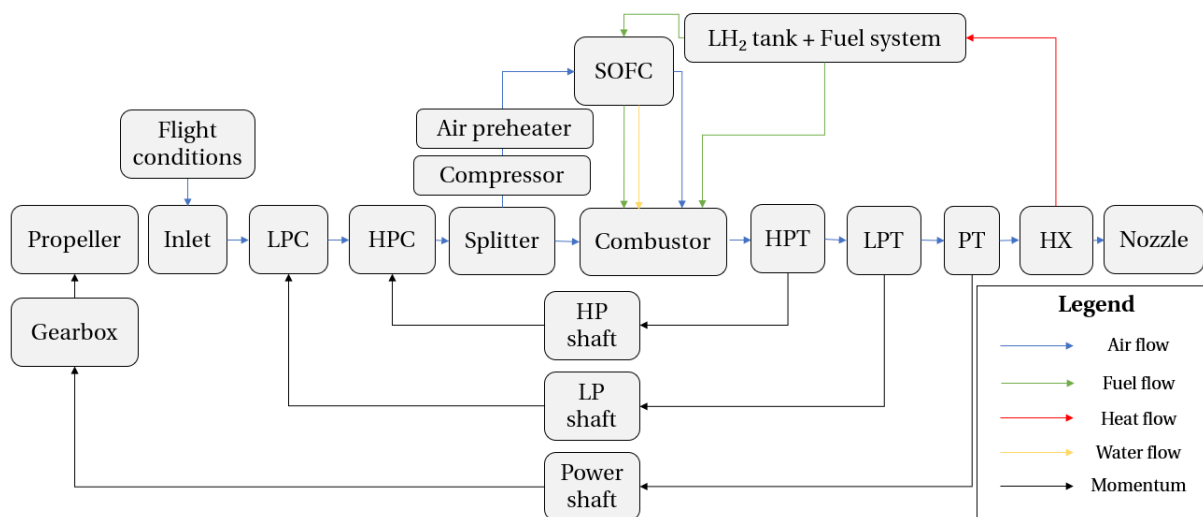 LH₂ tank + Fuel system
SOFC
Air preheater
Compressor
Flight
conditions
Propeller
Inlet
LPC
HPC
Splitter
Combustor
HPT
LPT
PT
HX
Nozzle
Gearbox
HP
shaft
LP
shaft
Power
shaft
Legend
Air flow
Fuel flow
Heat flow
Water flow
Momentum